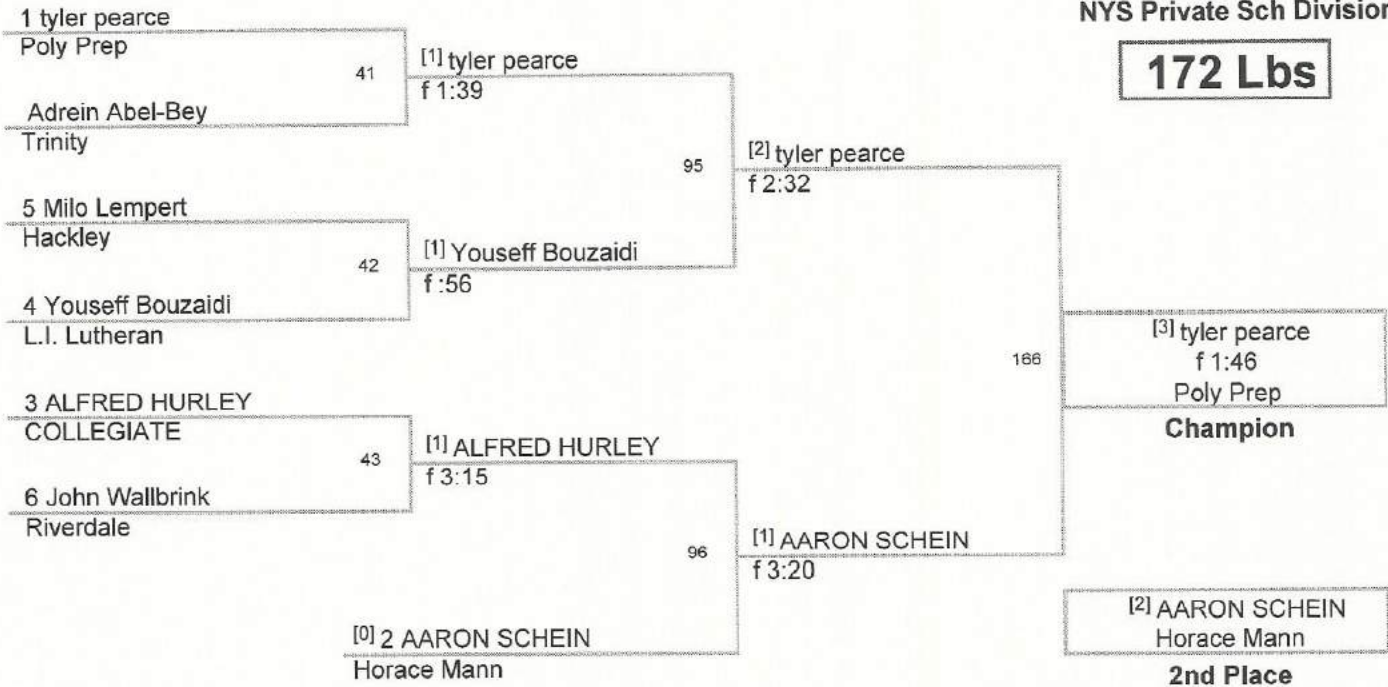 NYS Private Sch Division
172 Lbs
1 tyler pearce
Poly Prep
41
Adrein Abel-Bey
Trinity
[1] tyler pearce
f 1:39
5 Milo Lempert
Hackley
42
4 Youseff Bouzaidi
L.I. Lutheran
[1] Youseff Bouzaidi
f :56
95
[2] tyler pearce
f 2:32
3 ALFRED HURLEY
COLLEGIATE
43
6 John Wallbrink
Riverdale
[1] ALFRED HURLEY
f 3:15
96
[0] 2 AARON SCHEIN
Horace Mann
[1] AARON SCHEIN
f 3:20
166
[3] tyler pearce
f 1:46
Poly Prep
Champion
[2] AARON SCHEIN
Horace Mann
2nd Place